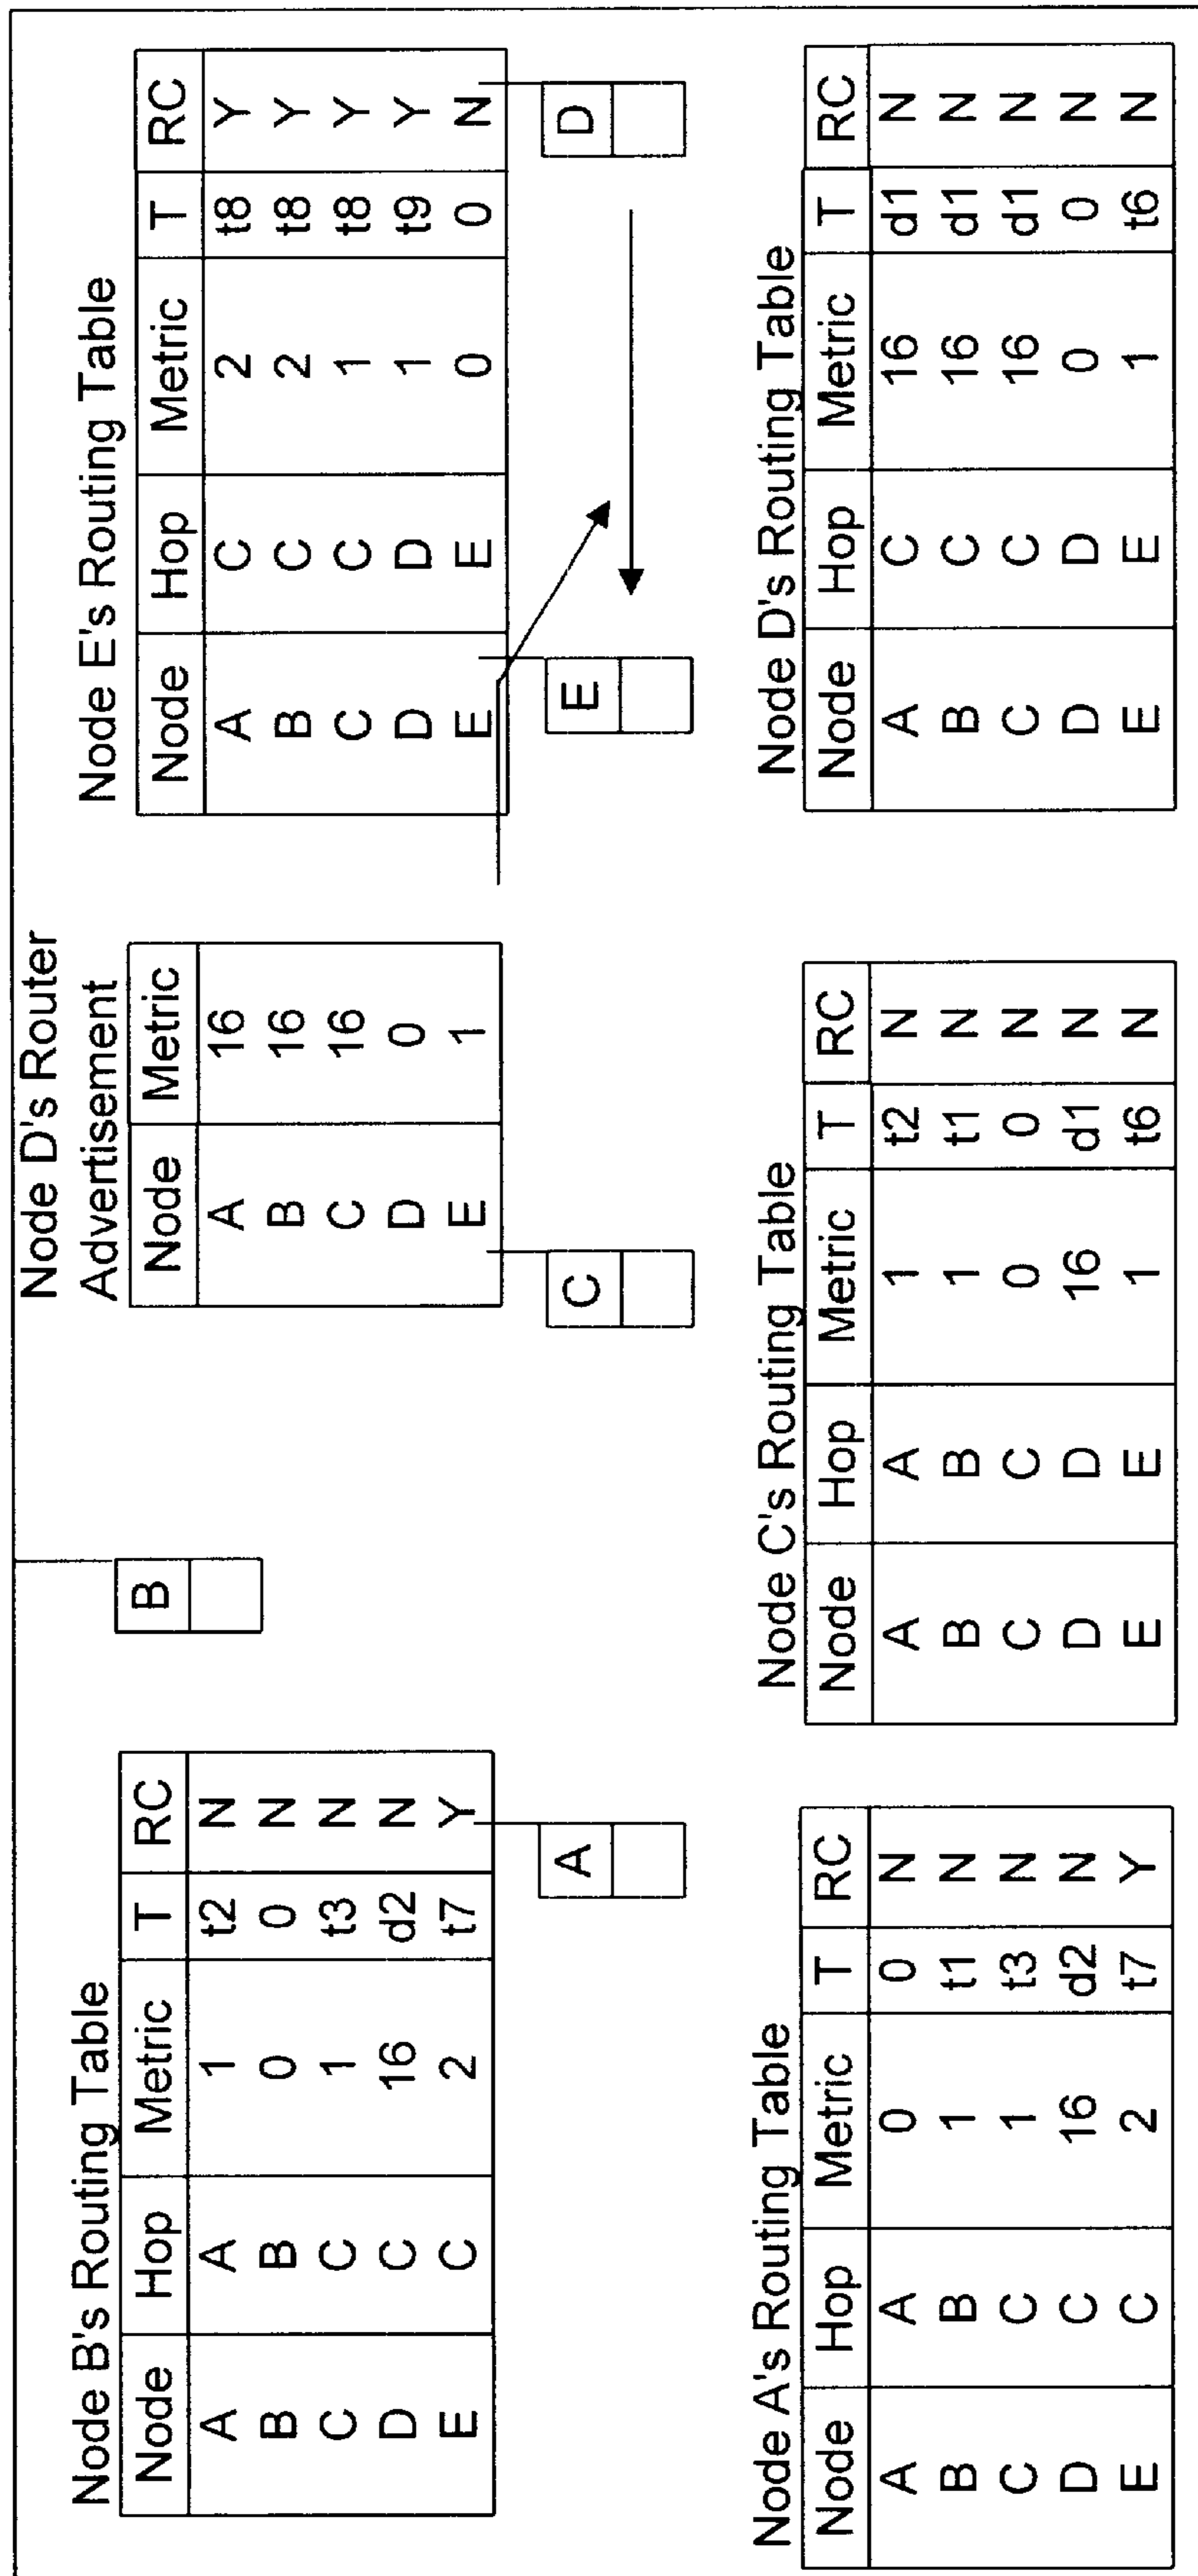 Node B's Routing Table
Node Hop Metric T RC
A A 1 t2 N
B B 0 0 N
C C 1 t3 N
D C 16 d2 N
E C 2 t7 Y
B
Node D's Router
Advertisement
Node Metric
A 16
B 16
C 16
D 0
E 1
Node E's Routing Table
Node Hop Metric T RC
A C 2 t8 Y
B C 2 t8 Y
C C 1 t8 Y
D D 1 t9 Y
E E 0 0 N
A
C
E
D
Node A's Routing Table
Node Hop Metric T RC
A A 0 0 N
B B 1 t1 N
C C 1 t3 N
D C 16 d2 N
E C 2 t7 Y
Node C's Routing Table
Node Hop Metric T RC
A A 1 t2 N
B B 1 t1 N
C C 0 0 N
D D 16 d1 N
E E 1 t6 N
Node D's Routing Table
Node Hop Metric T RC
A C 16 d1 N
B C 16 d1 N
C C 16 d1 N
D D 0 0 N
E E 1 t6 N